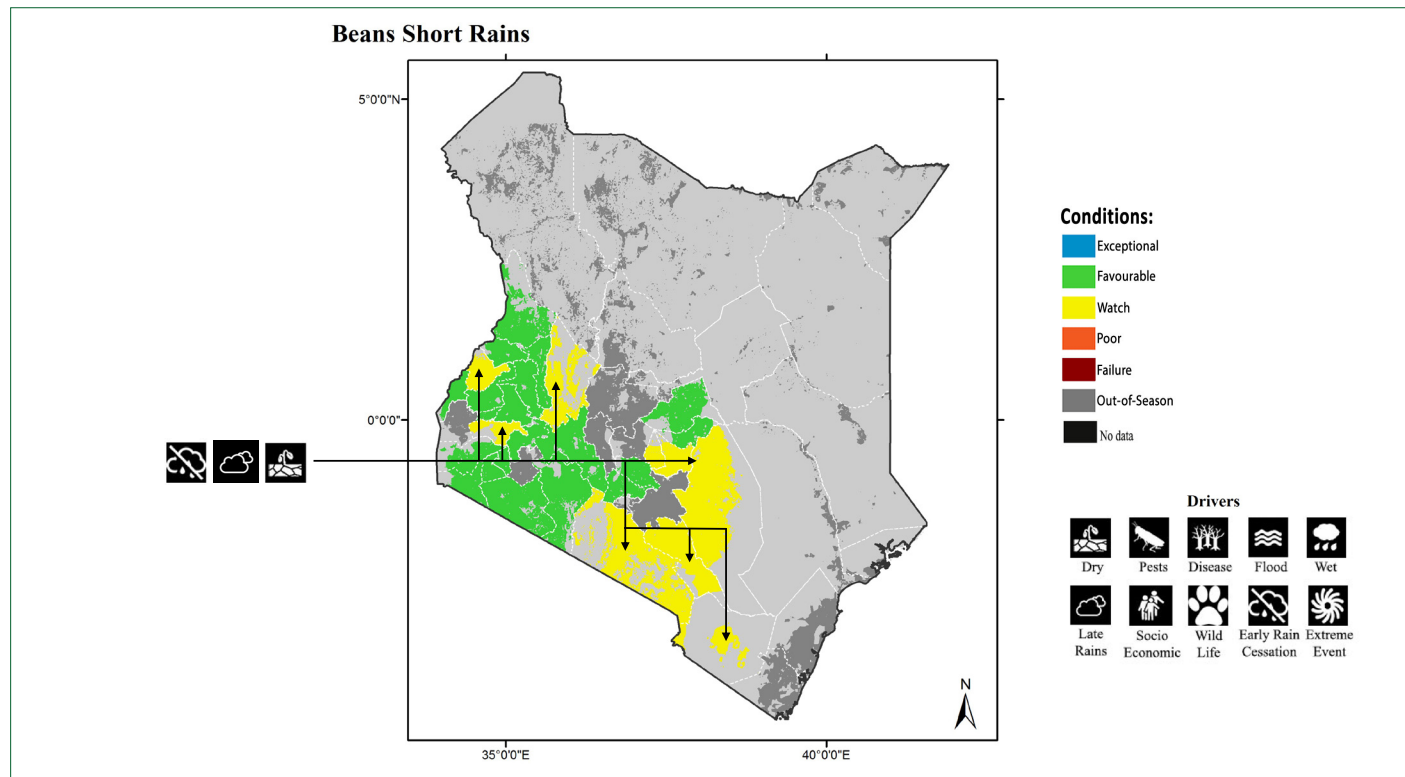 Beans Short Rains
5°0'0"N
0°0'0"
35°0'0"E
40°0'0"E
N
Conditions:
Exceptional
Favourable
Watch
Poor
Failure
Out-of-Season
No data
Drivers
Dry
Pests
Disease
Flood
Wet
Late
Rains
Socio
Economic
Wild
Life
Early Rain
Cessation
Extreme
Event